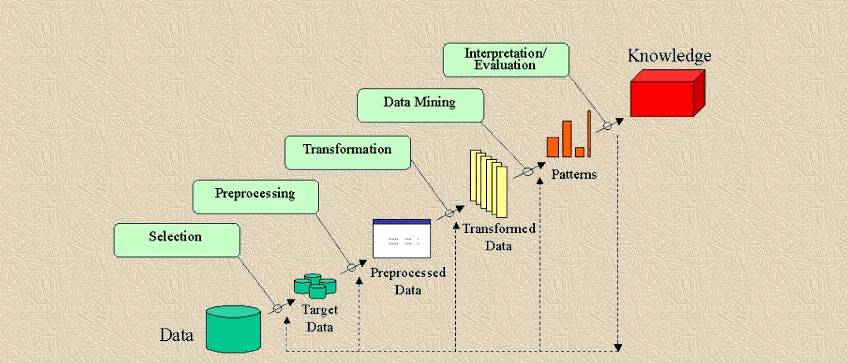 Interpretation/
Evaluation
Knowledge
Data Mining
Transformation
Patterns
Preprocessing
Transformed
Data
Selection
Preprocessed
Data
Target
Data
Data